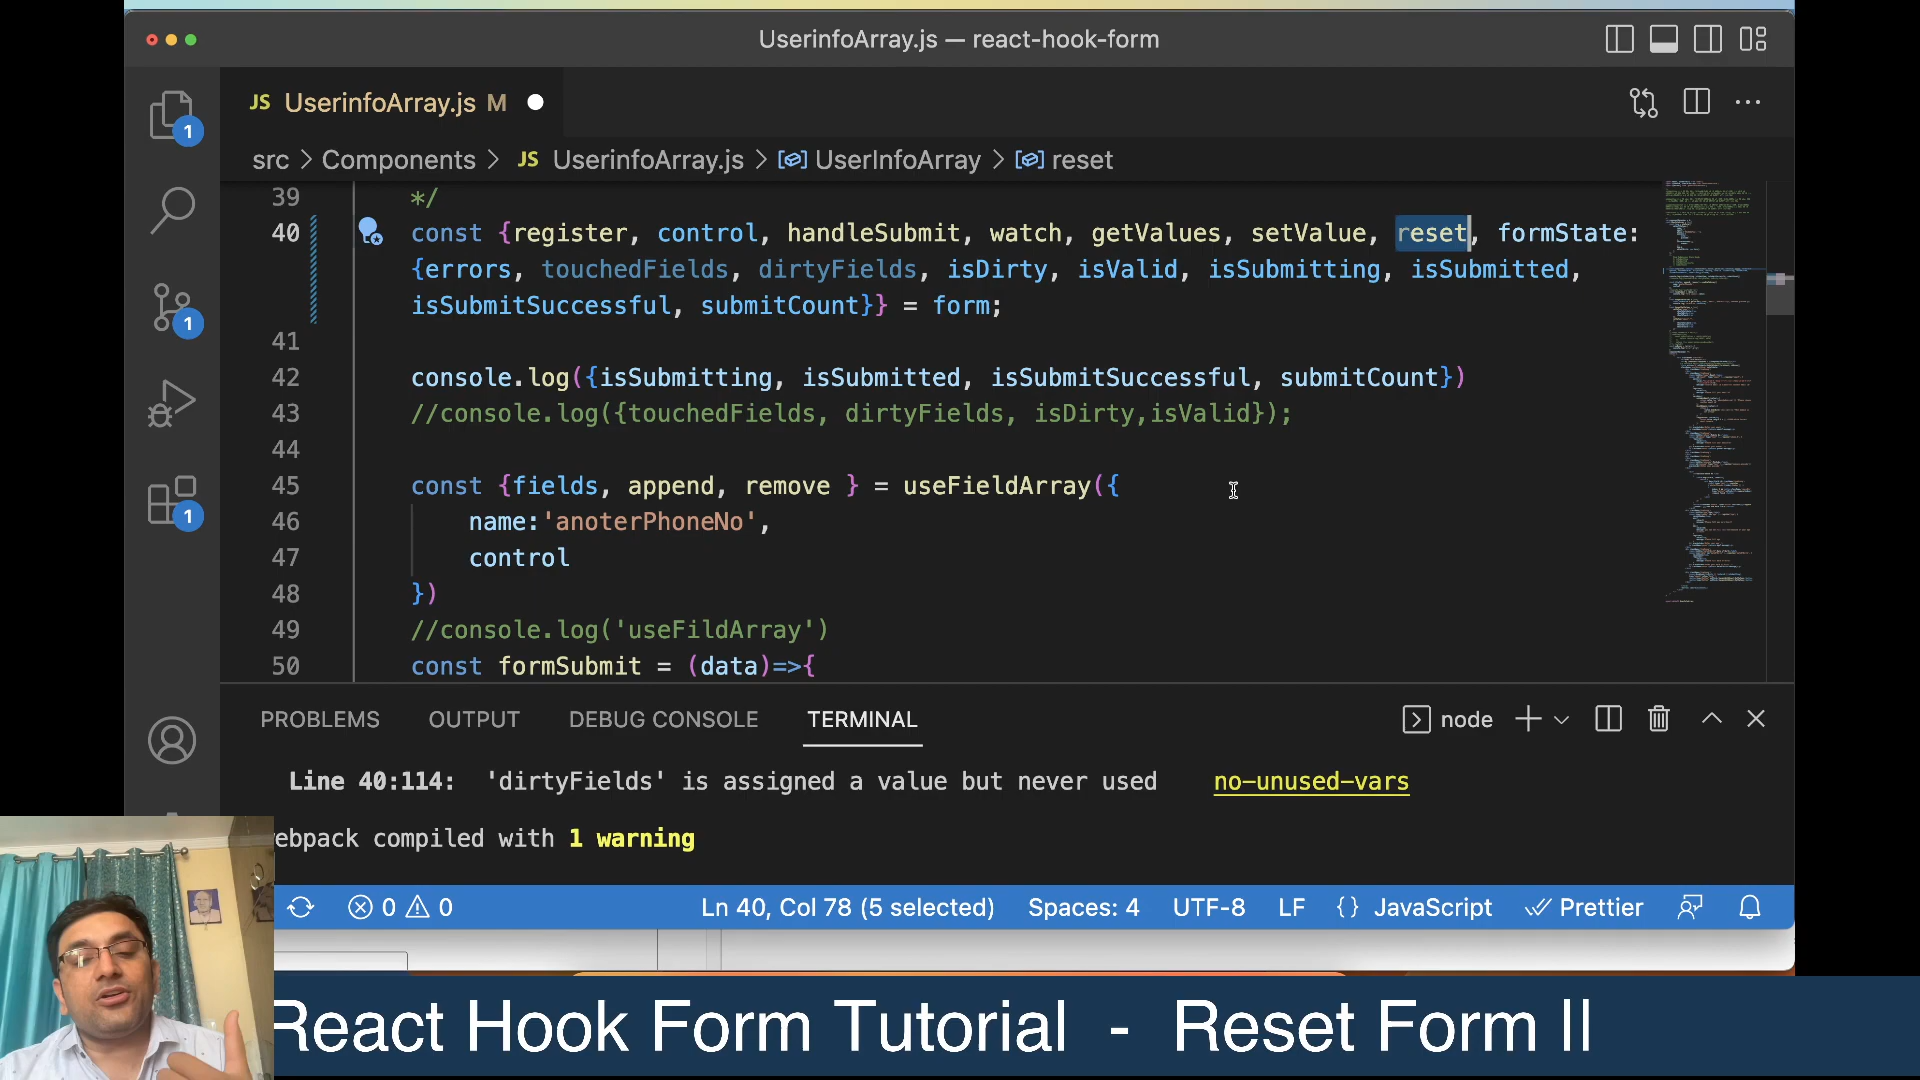 UserinfoArray.js — react-hook-form
JS UserinfoArray.js M
src > Components > JS UserinfoArray.js > UserInfoArray > reset
39 */
40 const {register, control, handleSubmit, watch, getValues, setValue, reset, formState:
{errors, touchedFields, dirtyFields, isDirty, isValid, isSubmitting, isSubmitted,
isSubmitSuccessful, submitCount}} = form;
41
42 console.log({isSubmitting, isSubmitted, isSubmitSuccessful, submitCount})
43 //console.log({touchedFields, dirtyFields, isDirty,isValid});
44
45 const {fields, append, remove } = useFieldArray({
46 name:'anoterPhoneNo',
47 control
48 })
49 //console.log('useFildArray')
50 const formSubmit = (data)=>{
1
1
1
PROBLEMS OUTPUT DEBUG CONSOLE TERMINAL node
Line 40:114: 'dirtyFields' is assigned a value but never used no-unused-vars
ebpack compiled with 1 warning
0 0 Ln 40, Col 78 (5 selected) Spaces: 4 UTF-8 LF {} JavaScript Prettier
React Hook Form Tutorial - Reset Form II